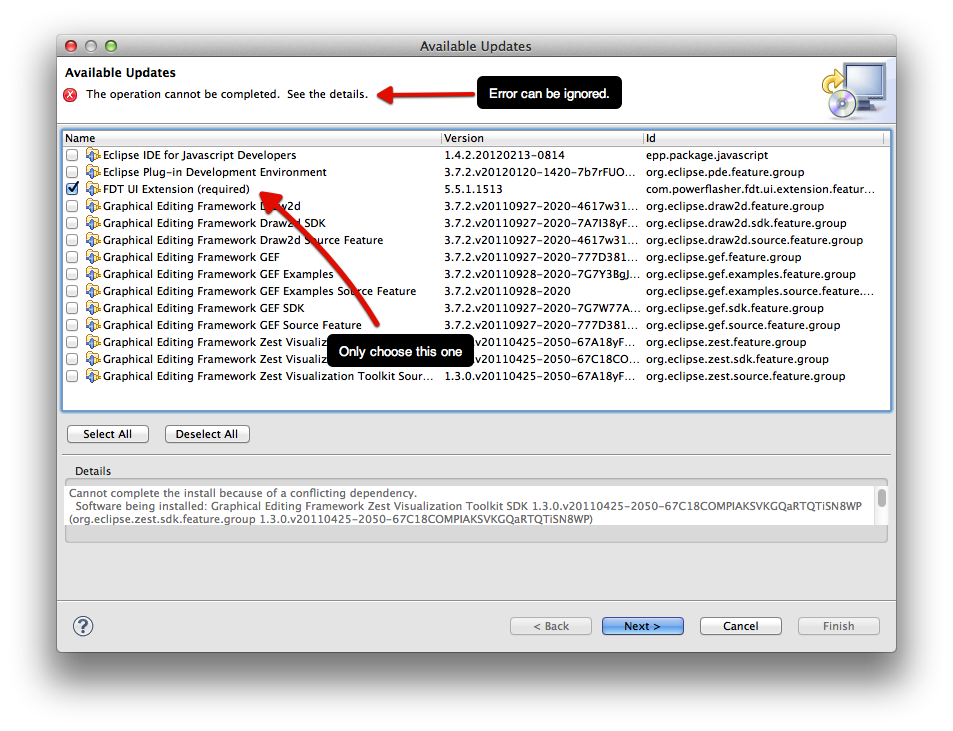 Available Updates
Available Updates
The operation cannot be completed. See the details.
Error can be ignored.
Name Version Id
Eclipse IDE for Javascript Developers 1.4.2.20120213-0814 epp.package.javascript
Eclipse Plug-in Development Environment 3.7.2.v20120120-1420-7b7rFUO... org.eclipse.pde.feature.group
FDT UI Extension (required) 5.5.1.1513 com.powerflasher.fdt.ui.extension.featur...
Graphical Editing Framework Draw2d 3.7.2.v20110927-2020-4617w31... org.eclipse.draw2d.feature.group
Graphical Editing Framework Draw2d SDK 3.7.2.v20110927-2020-7A7I38yF... org.eclipse.draw2d.sdk.feature.group
Graphical Editing Framework Draw2d Source Feature 3.7.2.v20110927-2020-4617w31... org.eclipse.draw2d.source.feature.group
Graphical Editing Framework GEF 3.7.2.v20110927-2020-777D381... org.eclipse.gef.feature.group
Graphical Editing Framework GEF Examples 3.7.2.v20110928-2020-7G7Y3BgJ... org.eclipse.gef.examples.feature.group
Graphical Editing Framework GEF Examples Source Feature 3.7.2.v20110928-2020 org.eclipse.gef.examples.source.feature....
Graphical Editing Framework GEF SDK 3.7.2.v20110927-2020-7G7W77A... org.eclipse.gef.sdk.feature.group
Graphical Editing Framework GEF Source Feature 3.7.2.v20110927-2020-777D381... org.eclipse.gef.source.feature.group
Graphical Editing Framework Zest Visualiz 1.3.0.v20110425-2050-67A18yF... org.eclipse.zest.feature.group
Only choose this one
Graphical Editing Framework Zest Visualiz 1.3.0.v20110425-2050-67C18CO... org.eclipse.zest.sdk.feature.group
Graphical Editing Framework Zest Visualization Toolkit Sour... 1.3.0.v20110425-2050-67A18yF... org.eclipse.zest.source.feature.group
Select All Deselect All
Details
Cannot complete the install because of a conflicting dependency.
Software being installed: Graphical Editing Framework Zest Visualization Toolkit SDK 1.3.0.v20110425-2050-67C18COMPIAKSVKGQaRTQTiSN8WP
(org.eclipse.zest.sdk.feature.group 1.3.0.v20110425-2050-67C18COMPIAKSVKGQaRTQTiSN8WP)
? < Back Next > Cancel Finish